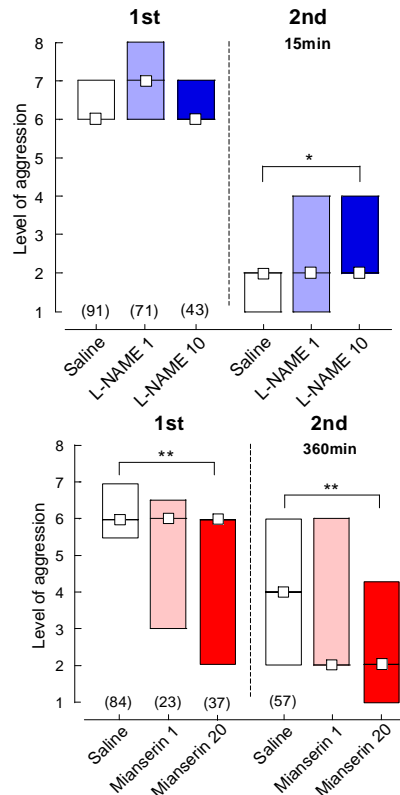 1st 2nd
15min
8
7
6
5
4
3
2
1
Level of aggression
*
(91) (71) (43)
Saline L-NAME 1 L-NAME 10 Saline L-NAME 1 L-NAME 10
1st 2nd
360min
8
7
6
5
4
3
2
1
Level of aggression
** **
(84) (23) (37) (57)
Saline Mianserin 1 Mianserin 20 Saline Mianserin 1 Mianserin 20